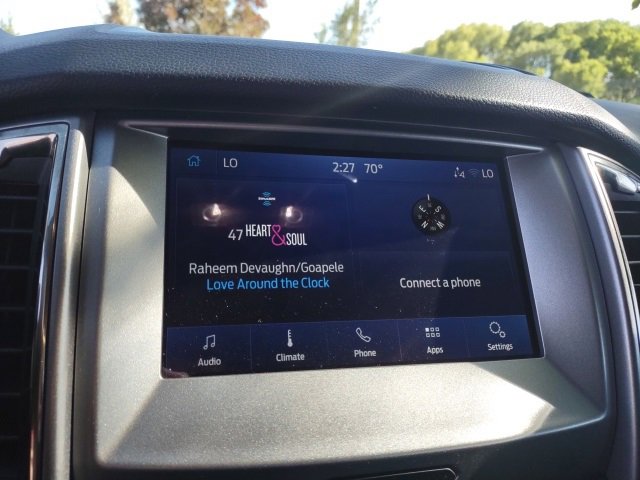 LO 2:27 70° 4 LO
47 HEART & SOUL
Raheem Devaughn/Goapele
Love Around the Clock
Connect a phone
Audio Climate Phone Apps Settings